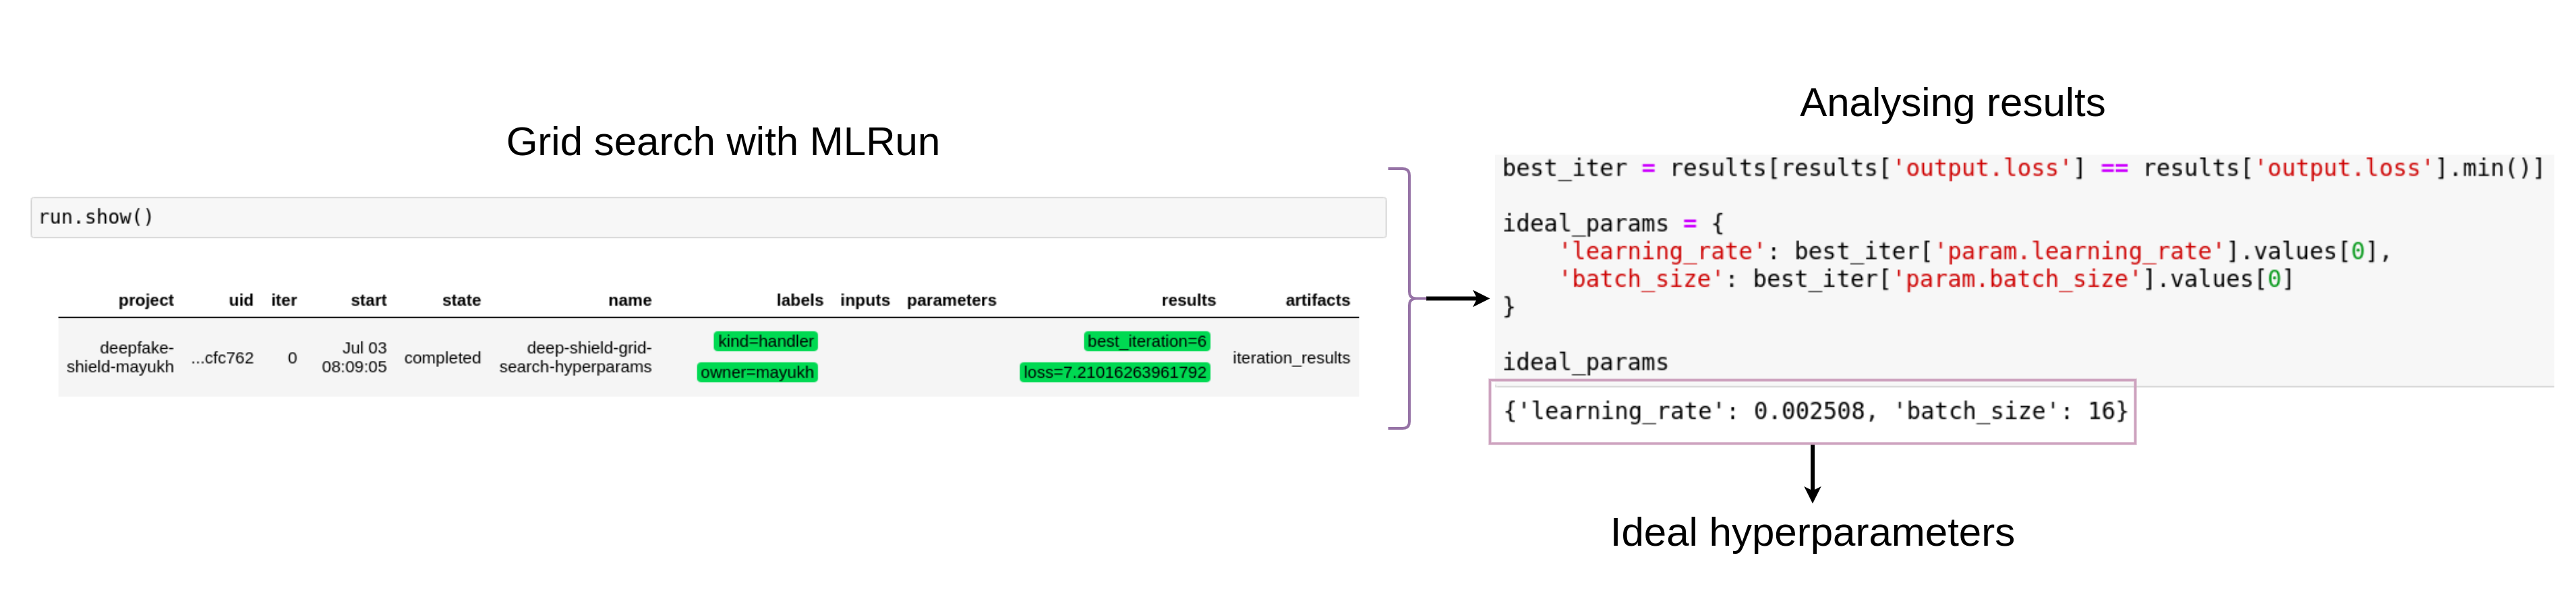 Grid search with MLRun
run.show()
project uid iter start state name labels inputs parameters results artifacts
deepfake-
shield-mayukh
...cfc762
0
Jul 03
08:09:05
completed
deep-shield-grid-
search-hyperparams
kind=handler
owner=mayukh
best_iteration=6
loss=7.21016263961792
iteration_results
Analysing results
best_iter = results[results['output.loss'] == results['output.loss'].min()]
ideal_params = {
    'learning_rate': best_iter['param.learning_rate'].values[0],
    'batch_size': best_iter['param.batch_size'].values[0]
}
ideal_params
{'learning_rate': 0.002508, 'batch_size': 16}
Ideal hyperparameters